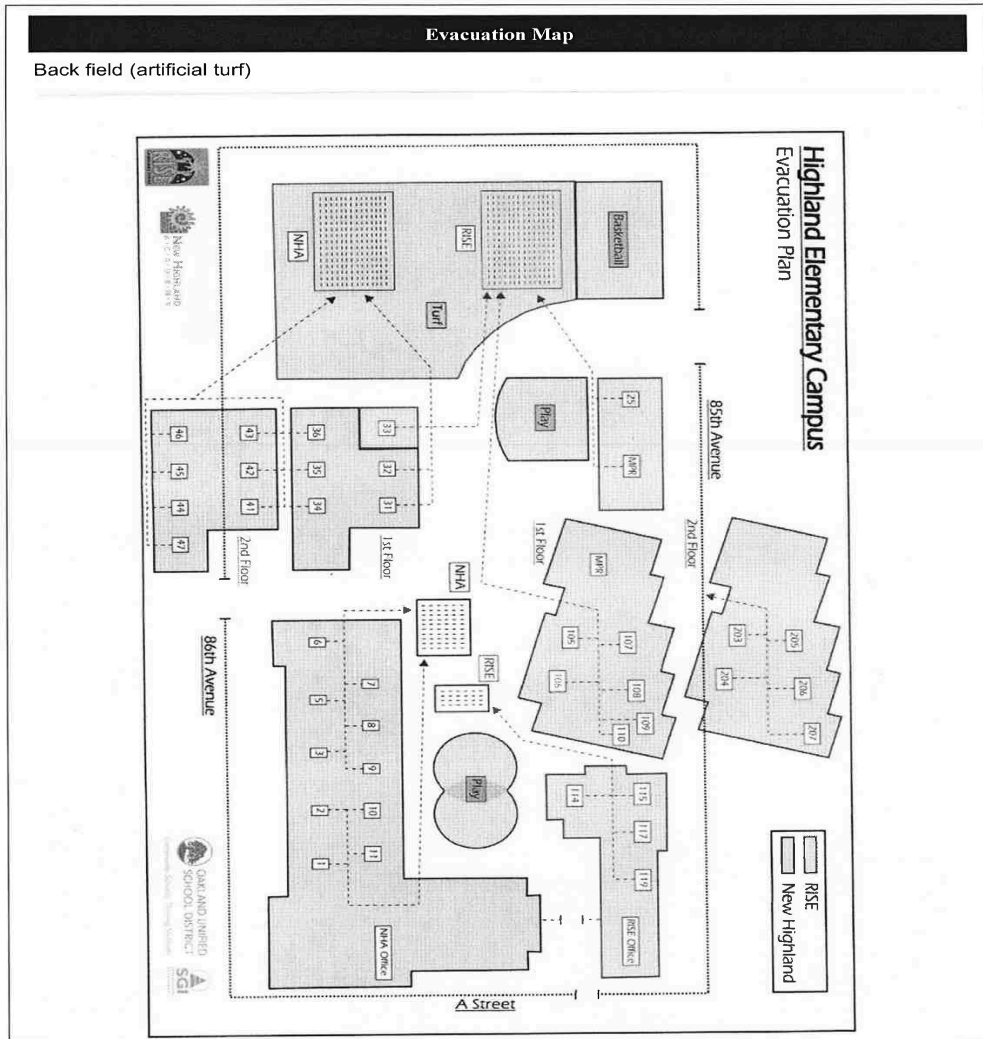 Evacuation Map
Back field (artificial turf)
Highland Elementary Campus
Evacuation Plan
RISE
New Highland
85th Avenue
Basketball
RISE
NHA
Turf
Play
25
MPR
2nd Floor
203
205
204
206
207
1st Floor
MPR
105
107
106
108
109
110
33
32
31
36
35
34
1st Floor
43
42
41
46
45
44
47
2nd Floor
NHA
RISE
Play
114
115
117
119
RISE Office
6
7
5
8
3
9
2
10
1
11
NHA Office
86th Avenue
A Street
RISE
NEW HIGHLAND
OAKLAND UNIFIED
SCHOOL DISTRICT
SGI